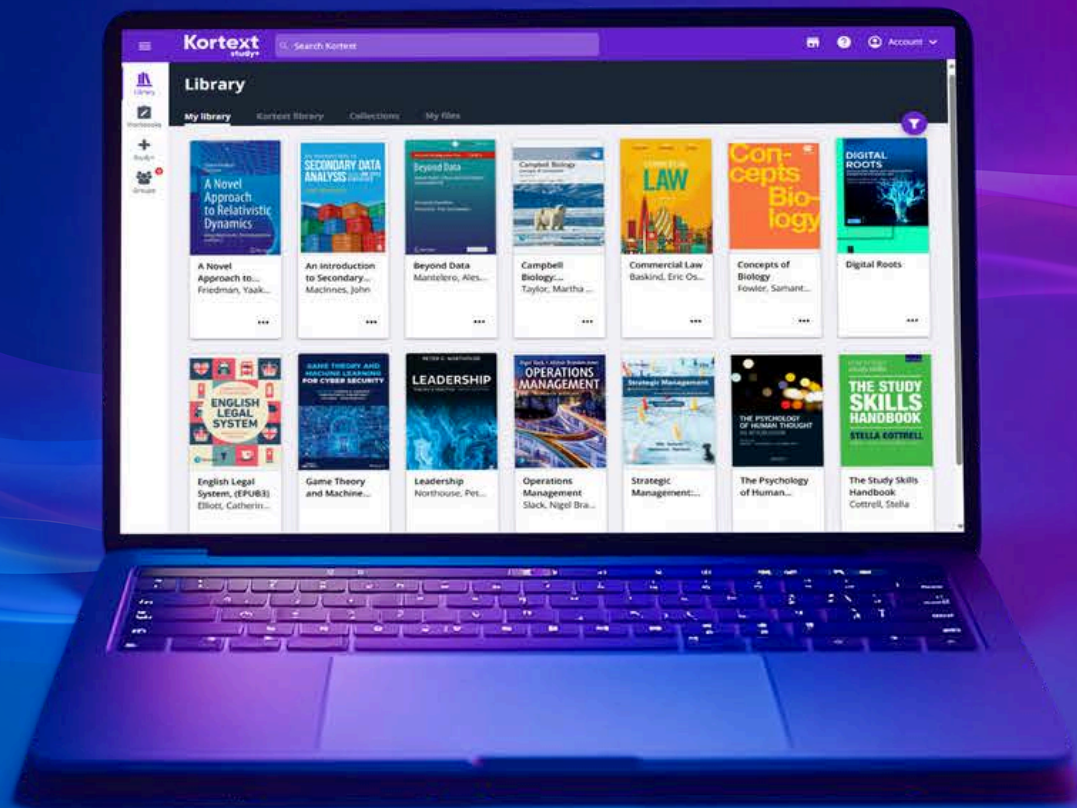 Kortext
study+
Search Kortext
Account
Library
Library
Workbooks
Study+
Groups
My library
Kortext library
Collections
My files
A Novel
Approach
to Relativistic
Dynamics
SECONDARY DATA
ANALYSIS
Beyond Data
Campbell Biology
COMMERCIAL
LAW
Con-
cepts
Bio-
logy
DIGITAL
ROOTS
A Novel
Approach to...
Friedman, Yaak...
An Introduction
to Secondary...
MacInnes, John
Beyond Data
Mantelero, Ales...
Campbell
Biology:...
Taylor, Martha ...
Commercial Law
Baskind, Eric Os...
Concepts of
Biology
Fowler, Samant...
Digital Roots
ENGLISH
LEGAL
SYSTEM
GAME THEORY AND
MACHINE LEARNING
FOR CYBER SECURITY
PETER G. NORTHOUSE
LEADERSHIP
OPERATIONS
MANAGEMENT
Strategic Management
THE PSYCHOLOGY
OF HUMAN THOUGHT
THE STUDY
SKILLS
HANDBOOK
STELLA COTTRELL
English Legal
System, (EPUB3)
Elliott, Catherin...
Game Theory
and Machine...
Leadership
Northouse, Pet...
Operations
Management
Slack, Nigel Bra...
Strategic
Management:...
The Psychology
of Human...
The Study Skills
Handbook
Cottrell, Stella